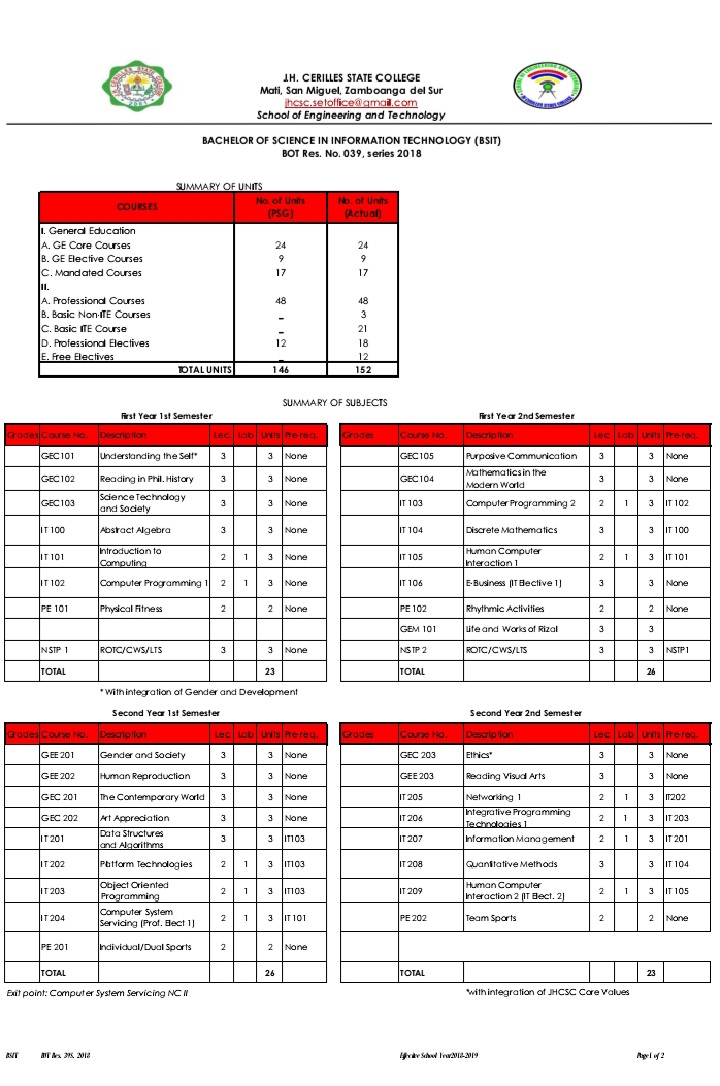 J.H. CERILLES STATE COLLEGE
Mati, San Miguel, Zamboanga del Sur
jhcsc.setoffice@gmail.com
School of Engineering and Technology
BACHELOR OF SCIENCE IN INFORMATION TECHNOLOGY (BSIT)
BOT Res. No. 039, series 2018
SUMMARY OF UNITS
COURSES No. of Units (PSG) No. of Units (Actual)
I. General Education
A. GE Care Courses 24 24
B. GE Elective Courses 9 9
C. Mandated Courses 17 17
II.
A. Professional Courses 48 48
B. Basic Non-ITE Courses _ 3
C. Basic ITE Course _ 21
D. Professional Electives 12 18
E. Free Electives _ 12
TOTAL UNITS 146 152
SUMMARY OF SUBJECTS
First Year 1st Semester
Grades Course No. Description Lec Lab Units Pre-req.
GEC101 Understanding the Self* 3 3 None
GEC102 Reading in Phil. History 3 3 None
GEC103 Science Technology and Society 3 3 None
IT 100 Abstract Algebra 3 3 None
IT 101 Introduction to Computing 2 1 3 None
IT 102 Computer Programming 1 2 1 3 None
PE 101 Physical Fitness 2 2 None
NSTP 1 ROTC/CWS/LTS 3 3 None
TOTAL 23
* With integration of Gender and Development
First Year 2nd Semester
Grades Course No. Description Lec Lab Units Pre-req.
GEC105 Purposive Communication 3 3 None
GEC104 Mathematics in the Modern World 3 3 None
IT 103 Computer Programming 2 2 1 3 IT 102
IT 104 Discrete Mathematics 3 3 IT 100
IT 105 Human Computer Interaction 1 2 1 3 IT 101
IT 106 E-Business (IT Elective 1) 3 3 None
PE 102 Rhythmic Activities 2 2 None
GEM 101 Life and Works of Rizal 3 3
NSTP 2 ROTC/CWS/LTS 3 3 NSTP1
TOTAL 26
Second Year 1st Semester
Grades Course No. Description Lec Lab Units Pre-req.
GEE 201 Gender and Society 3 3 None
GEE 202 Human Reproduction 3 3 None
GEC 201 The Contemporary World 3 3 None
GEC 202 Art Appreciation 3 3 None
IT 201 Data Structures and Algorithms 3 3 IT103
IT 202 Platform Technologies 2 1 3 IT103
IT 203 Object Oriented Programming 2 1 3 IT103
IT 204 Computer System Servicing (Prof. Elect 1) 2 1 3 IT 101
PE 201 Individual/Dual Sports 2 2 None
TOTAL 26
Exit point: Computer System Servicing NC II
Second Year 2nd Semester
Grades Course No. Description Lec Lab Units Pre-req.
GEC 203 Ethics* 3 3 None
GEE 203 Reading Visual Arts 3 3 None
IT 205 Networking 1 2 1 3 IT202
IT 206 Integrative Programming Technologies 1 2 1 3 IT 203
IT 207 Information Management 2 1 3 IT 201
IT 208 Quantitative Methods 3 3 IT 104
IT 209 Human Computer Interaction 2 (IT Elect. 2) 2 1 3 IT 105
PE 202 Team Sports 2 2 None
TOTAL 23
*with integration of JHCSC Core Values
BSIT BOT Res. 39S. 2018 Effective School Year2018-2019 Page 1 of 2